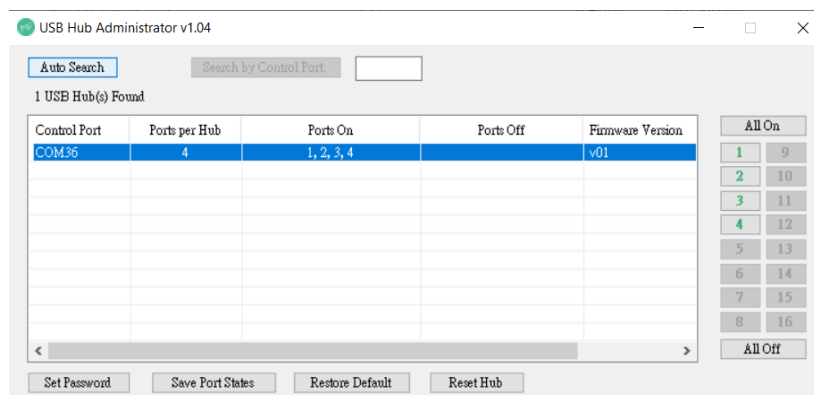 USB Hub Administrator v1.04
Auto Search Search by Control Port:
1 USB Hub(s) Found
Control Port Ports per Hub Ports On Ports Off Firmware Version
COM36 4 1, 2, 3, 4 v01
All On
1 9
2 10
3 11
4 12
5 13
6 14
7 15
8 16
All Off
Set Password Save Port States Restore Default Reset Hub